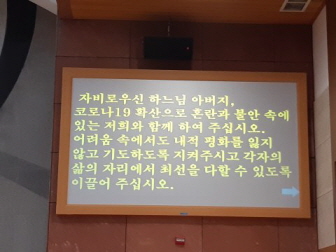 자비로우신 하느님 아버지,
코로나19 확산으로 혼란과 불안 속에
있는 저희와 함께 하여 주십시오.
어려움 속에서도 내적 평화를 잃지
않고 기도하도록 지켜주시고 각자의
삶의 자리에서 최선을 다할 수 있도록
이끌어 주십시오.